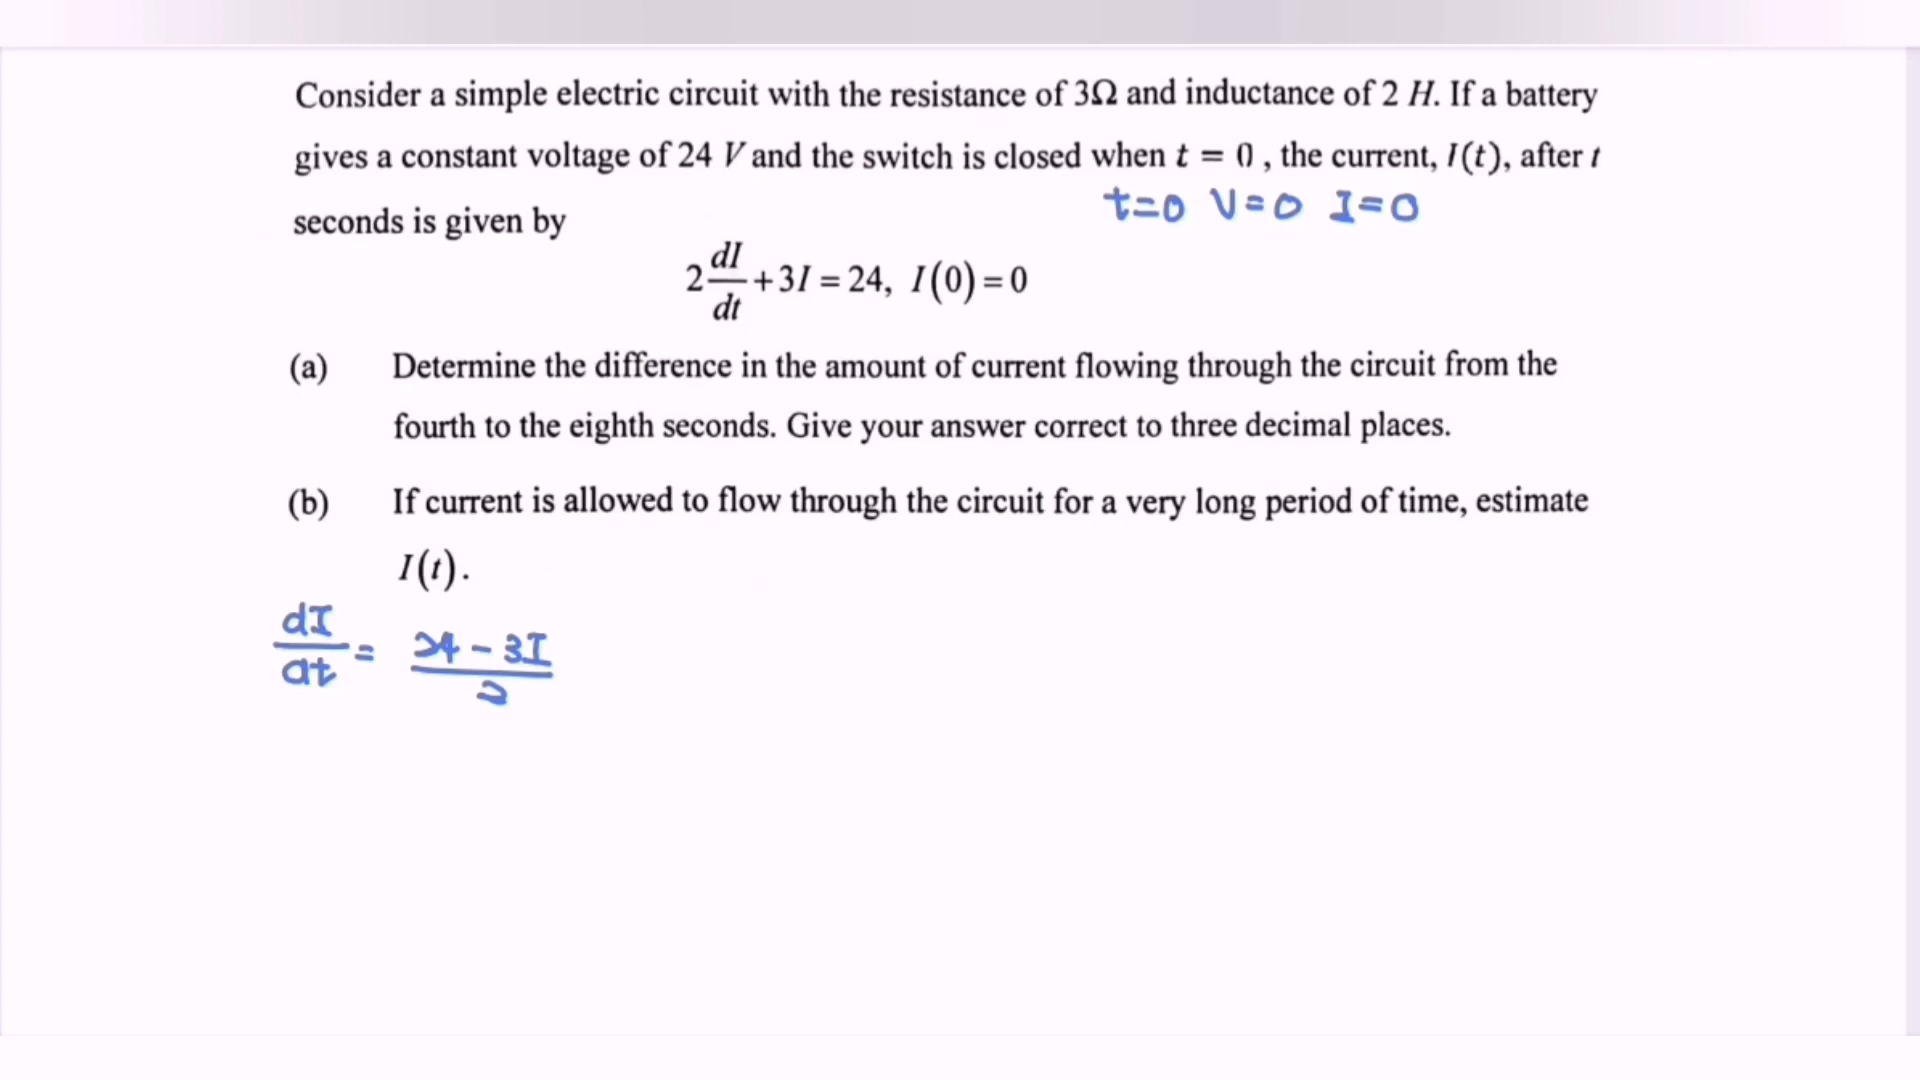 Consider a simple electric circuit with the resistance of 3Ω and inductance of 2 H. If a battery
gives a constant voltage of 24 V and the switch is closed when t = 0 , the current, I(t), after t
t=0 V=0 I=0
seconds is given by
2 dI/dt + 3I = 24, I(0) = 0
(a) Determine the difference in the amount of current flowing through the circuit from the
fourth to the eighth seconds. Give your answer correct to three decimal places.
(b) If current is allowed to flow through the circuit for a very long period of time, estimate
I(t).
dI/dt = (24 - 3I)/2